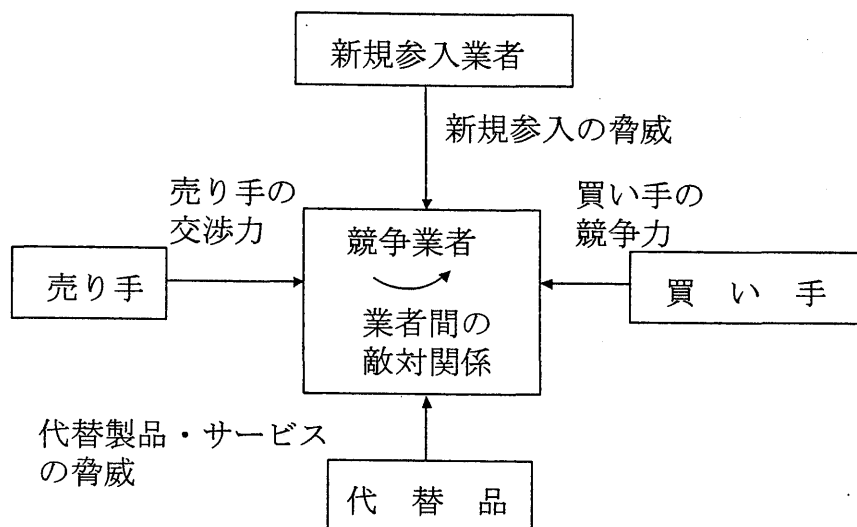 新規参入業者
新規参入の脅威
売り手の
交渉力
買い手の
競争力
競争業者
売り手
買い手
業者間の
敵対関係
代替製品・サービス
の脅威
代替品